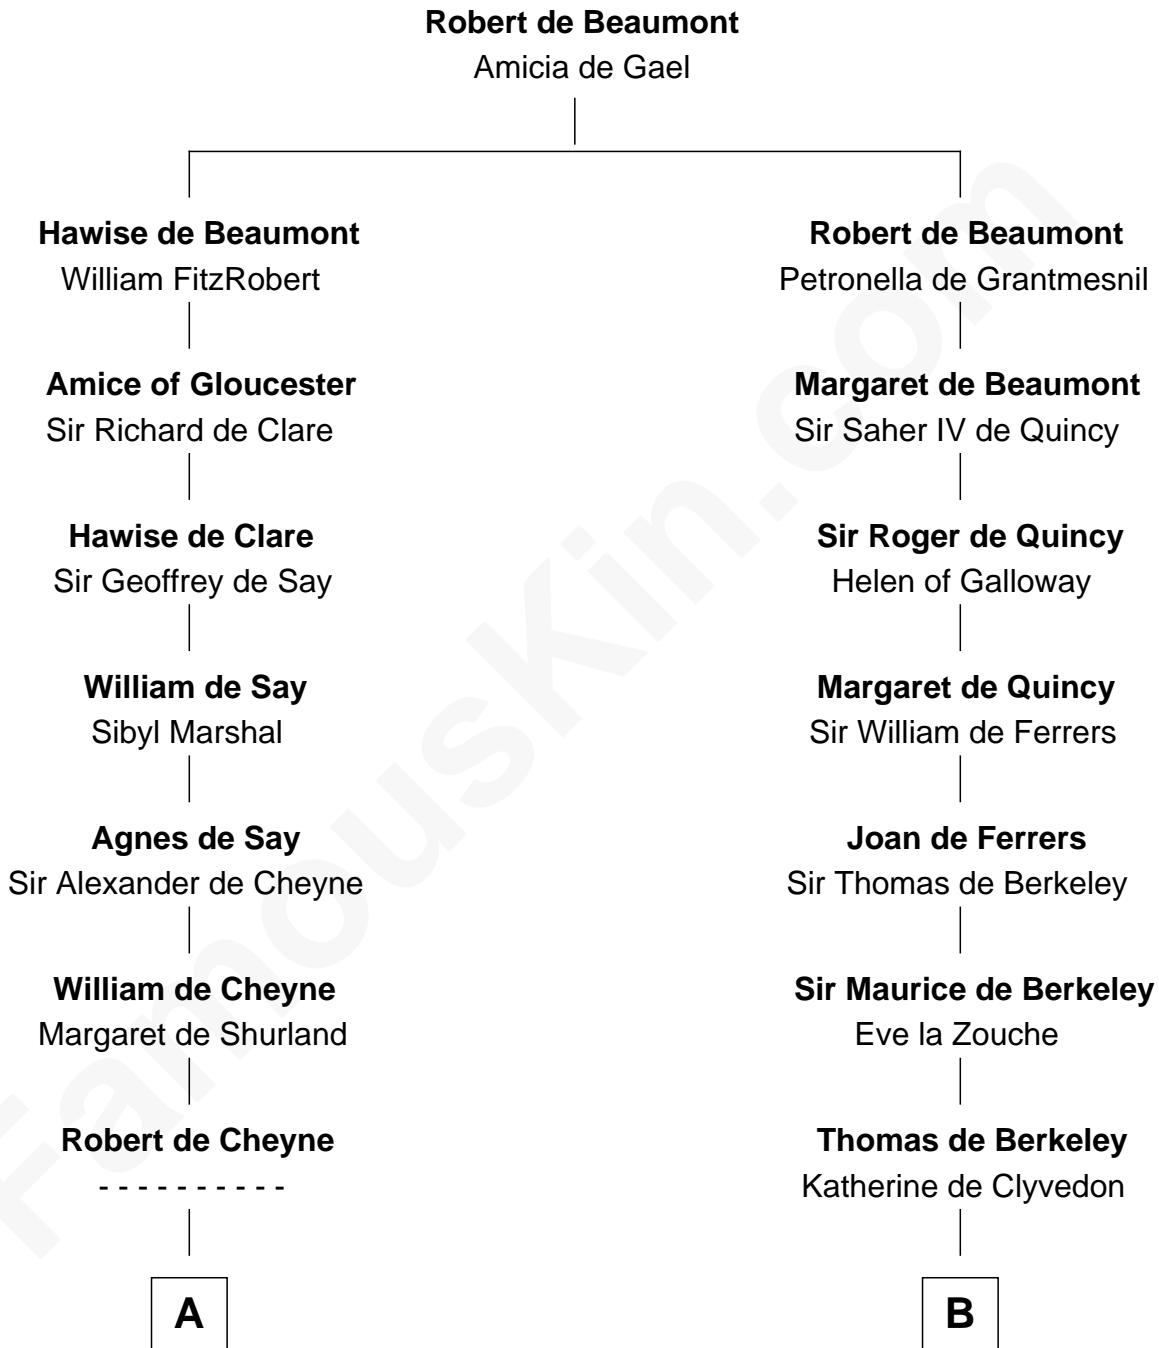 Robert de Beaumont
Amicia de Gael
Hawise de Beaumont
William FitzRobert
Robert de Beaumont
Petronella de Grantmesnil
Amice of Gloucester
Sir Richard de Clare
Margaret de Beaumont
Sir Saher IV de Quincy
Hawise de Clare
Sir Geoffrey de Say
Sir Roger de Quincy
Helen of Galloway
William de Say
Sibyl Marshal
Margaret de Quincy
Sir William de Ferrers
Agnes de Say
Sir Alexander de Cheyne
Joan de Ferrers
Sir Thomas de Berkeley
William de Cheyne
Margaret de Shurland
Sir Maurice de Berkeley
Eve la Zouche
Robert de Cheyne
- - - - - - - - - -
Thomas de Berkeley
Katherine de Clyvedon
A
B
FamousKin.com